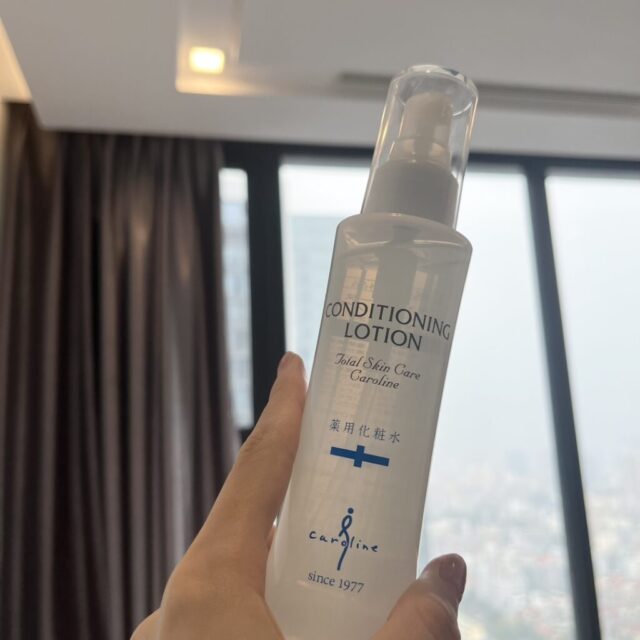 CONDITIONING
LOTION
Total Skin Care
Caroline
薬用化粧水
caroline
since 1977